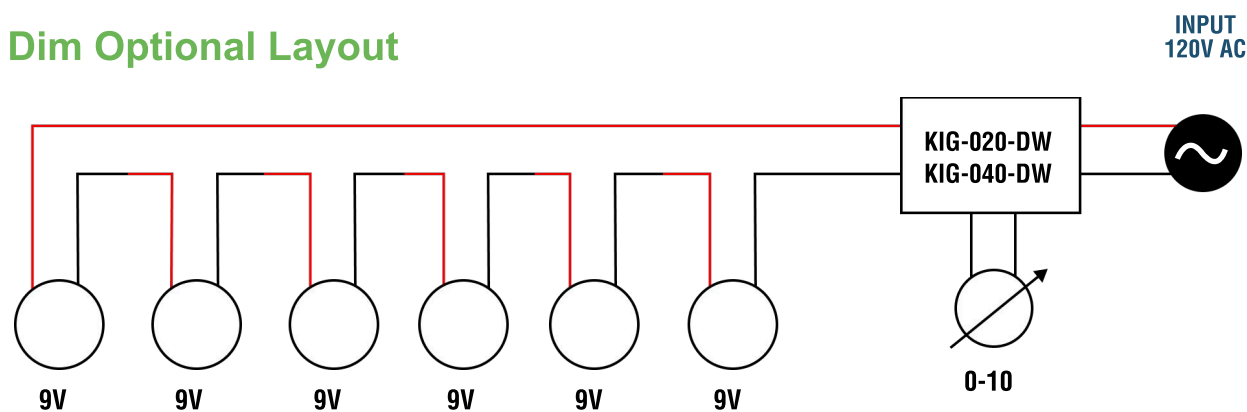 Dim Optional Layout
INPUT
120V AC
KIG-020-DW
KIG-040-DW
0-10
9V
9V
9V
9V
9V
9V